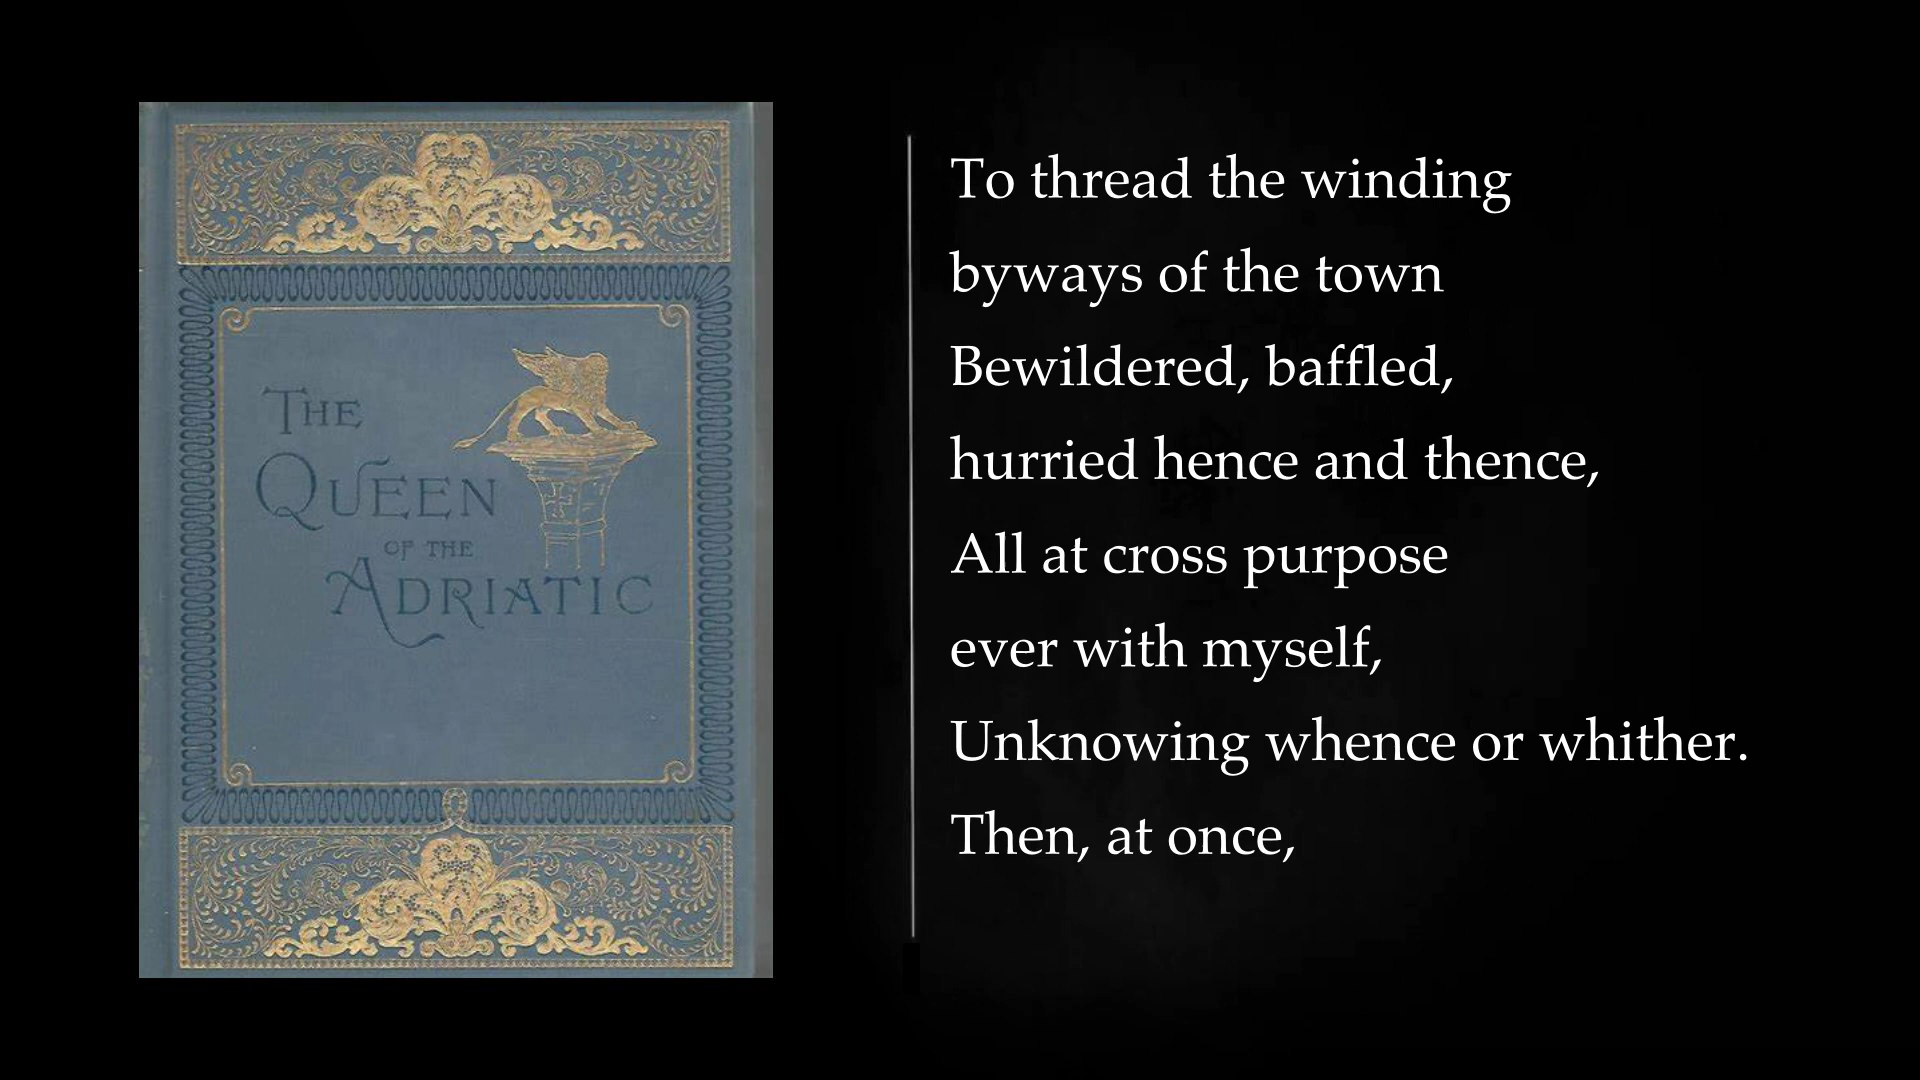 THE
QUEEN
OF THE
ADRIATIC
To thread the winding
byways of the town
Bewildered, baffled,
hurried hence and thence,
All at cross purpose
ever with myself,
Unknowing whence or whither.
Then, at once,